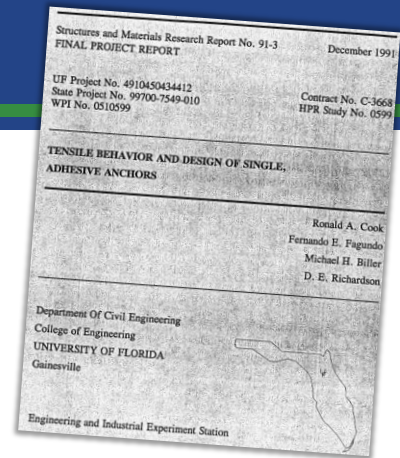 Structures and Materials Research Report No. 91-3 December 1991
FINAL PROJECT REPORT
UF Project No. 4910450434412 Contract No. C-3668
State Project No. 99700-7549-010 HPR Study No. 0599
WPI No. 0510599
TENSILE BEHAVIOR AND DESIGN OF SINGLE,
ADHESIVE ANCHORS
Ronald A. Cook
Fernando E. Fagundo
Michael H. Biller
D. E. Richardson
Department Of Civil Engineering
College of Engineering
UNIVERSITY OF FLORIDA
Gainesville
Engineering and Industrial Experiment Station